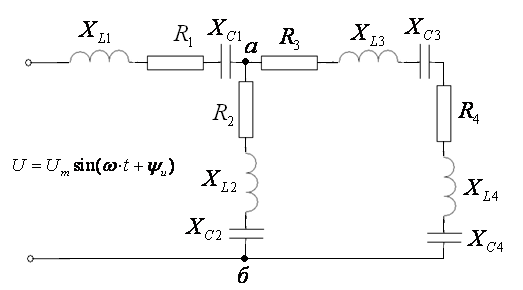 X_L1 R_1 X_C1 a R_3 X_L3 X_C3
R_2 R_4
U = U_m sin(ω·t + ψ_u) X_L2 X_L4
X_C2 X_C4
б